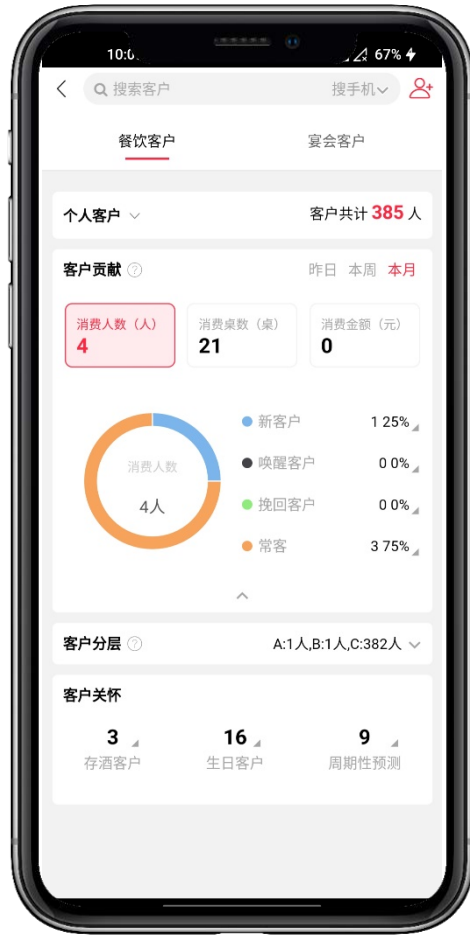 10:0
67%
搜索客户 搜手机
餐饮客户 宴会客户
个人客户 客户共计 385 人
客户贡献 ? 昨日 本周 本月
消费人数（人） 消费桌数（桌） 消费金额（元）
4 21 0
新客户 1 25%
唤醒客户 0 0%
消费人数
4人
挽回客户 0 0%
常客 3 75%
客户分层 ? A:1人,B:1人,C:382人
客户关怀
3 16 9
存酒客户 生日客户 周期性预测